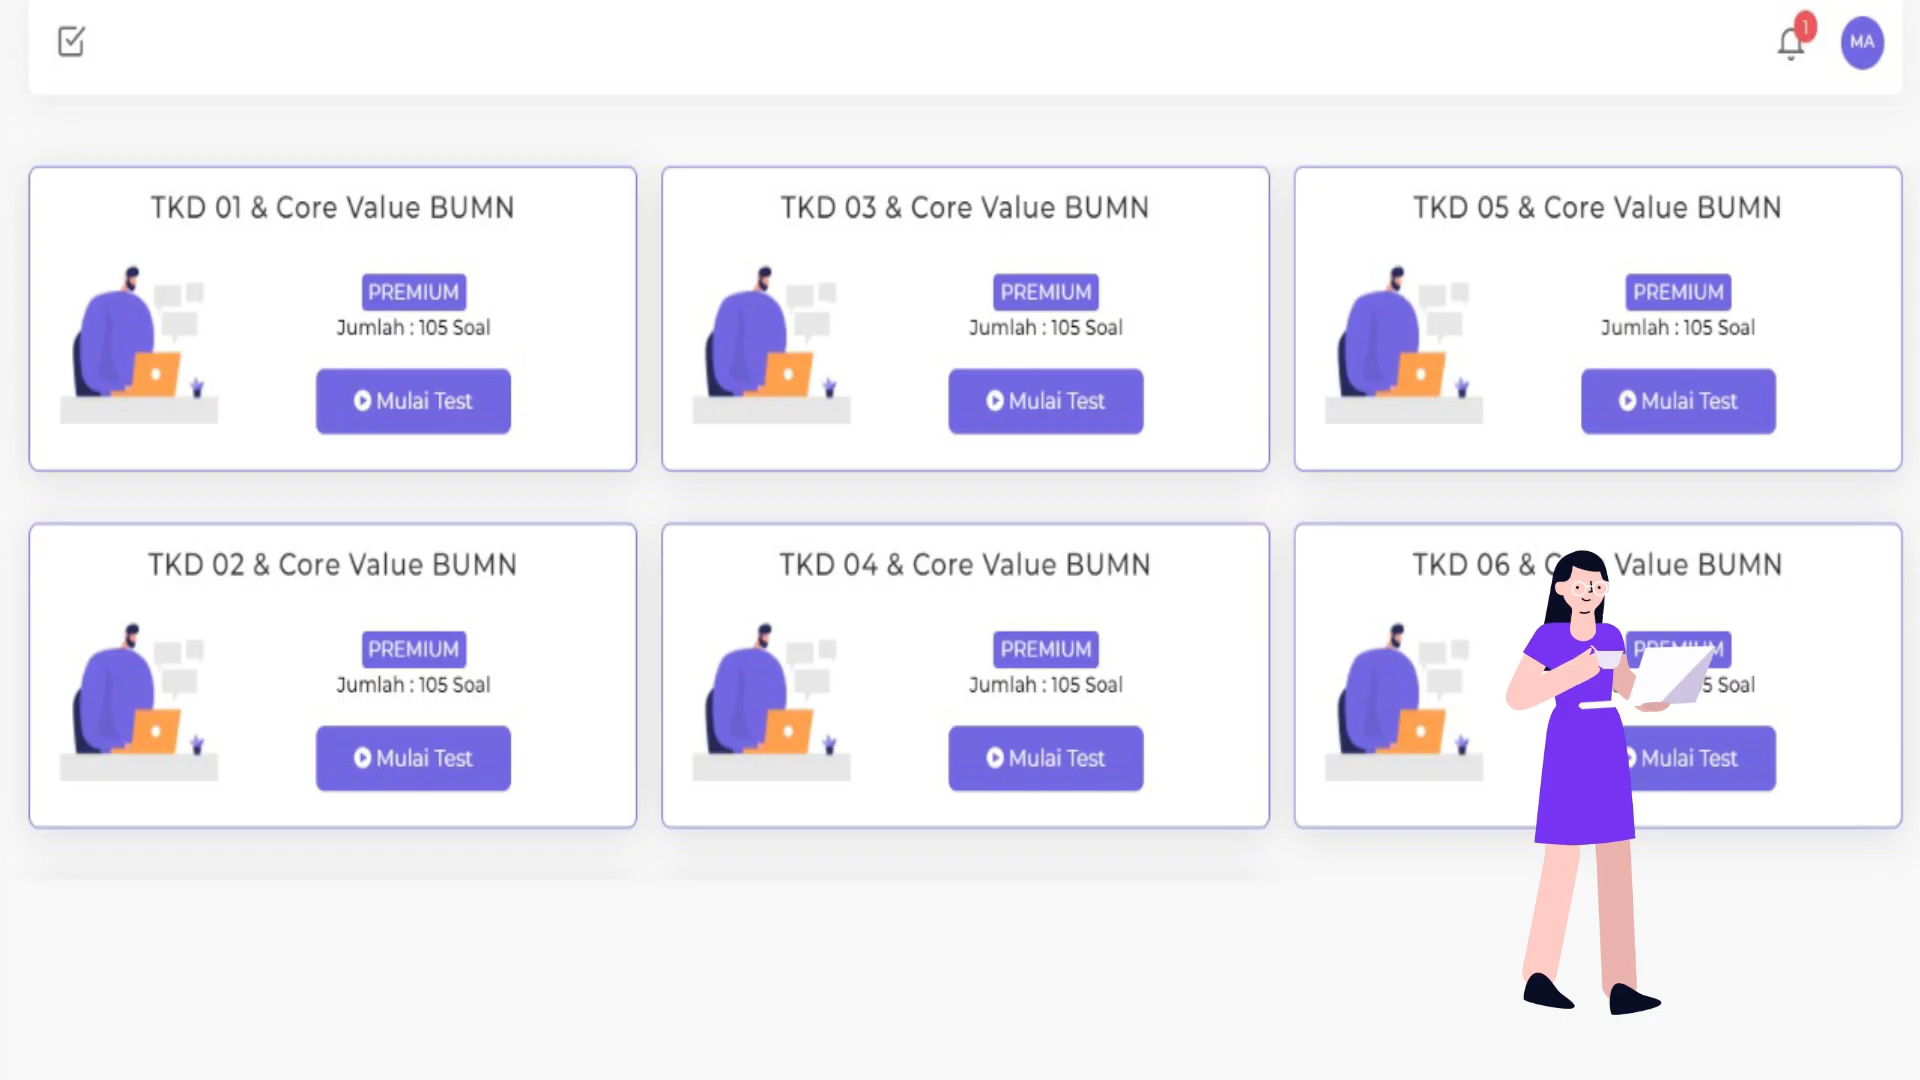 1
MA
TKD 01 & Core Value BUMN
PREMIUM
Jumlah : 105 Soal
Mulai Test
TKD 03 & Core Value BUMN
PREMIUM
Jumlah : 105 Soal
Mulai Test
TKD 05 & Core Value BUMN
PREMIUM
Jumlah : 105 Soal
Mulai Test
TKD 02 & Core Value BUMN
PREMIUM
Jumlah : 105 Soal
Mulai Test
TKD 04 & Core Value BUMN
PREMIUM
Jumlah : 105 Soal
Mulai Test
TKD 06 & Value BUMN
Soal
Mulai Test